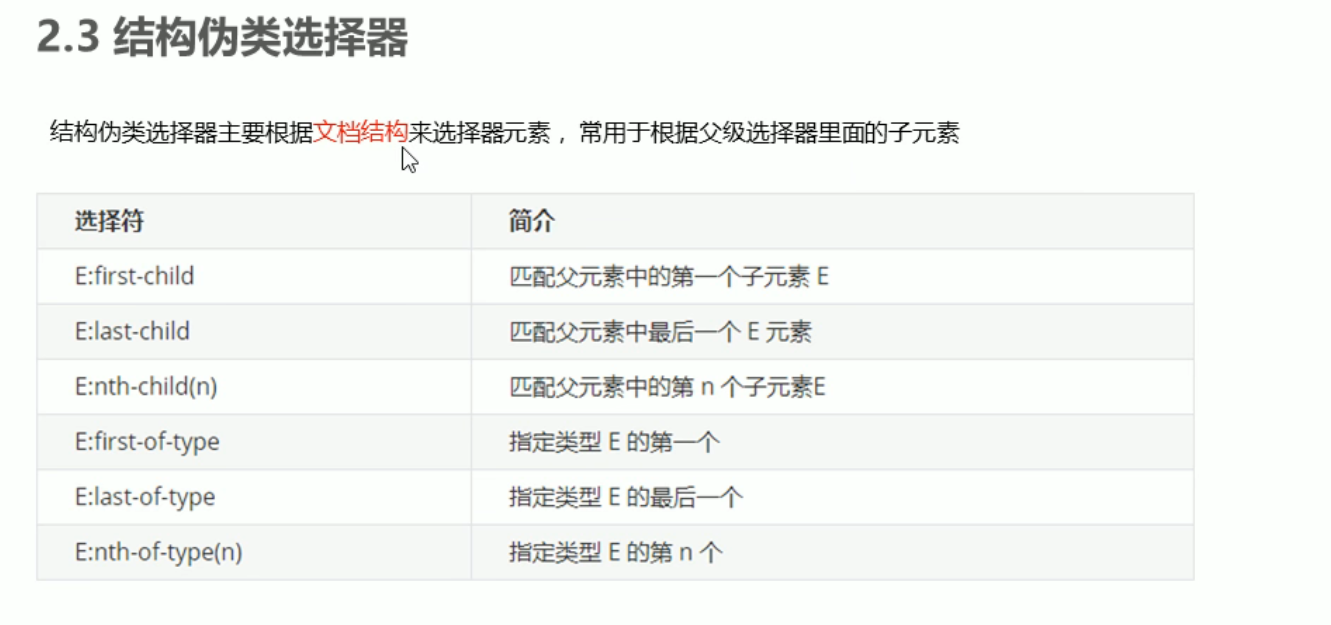 2.3 结构伪类选择器
结构伪类选择器主要根据文档结构来选择器元素，常用于根据父级选择器里面的子元素
选择符 简介
E:first-child 匹配父元素中的第一个子元素 E
E:last-child 匹配父元素中最后一个 E 元素
E:nth-child(n) 匹配父元素中的第 n 个子元素E
E:first-of-type 指定类型 E 的第一个
E:last-of-type 指定类型 E 的最后一个
E:nth-of-type(n) 指定类型 E 的第 n 个